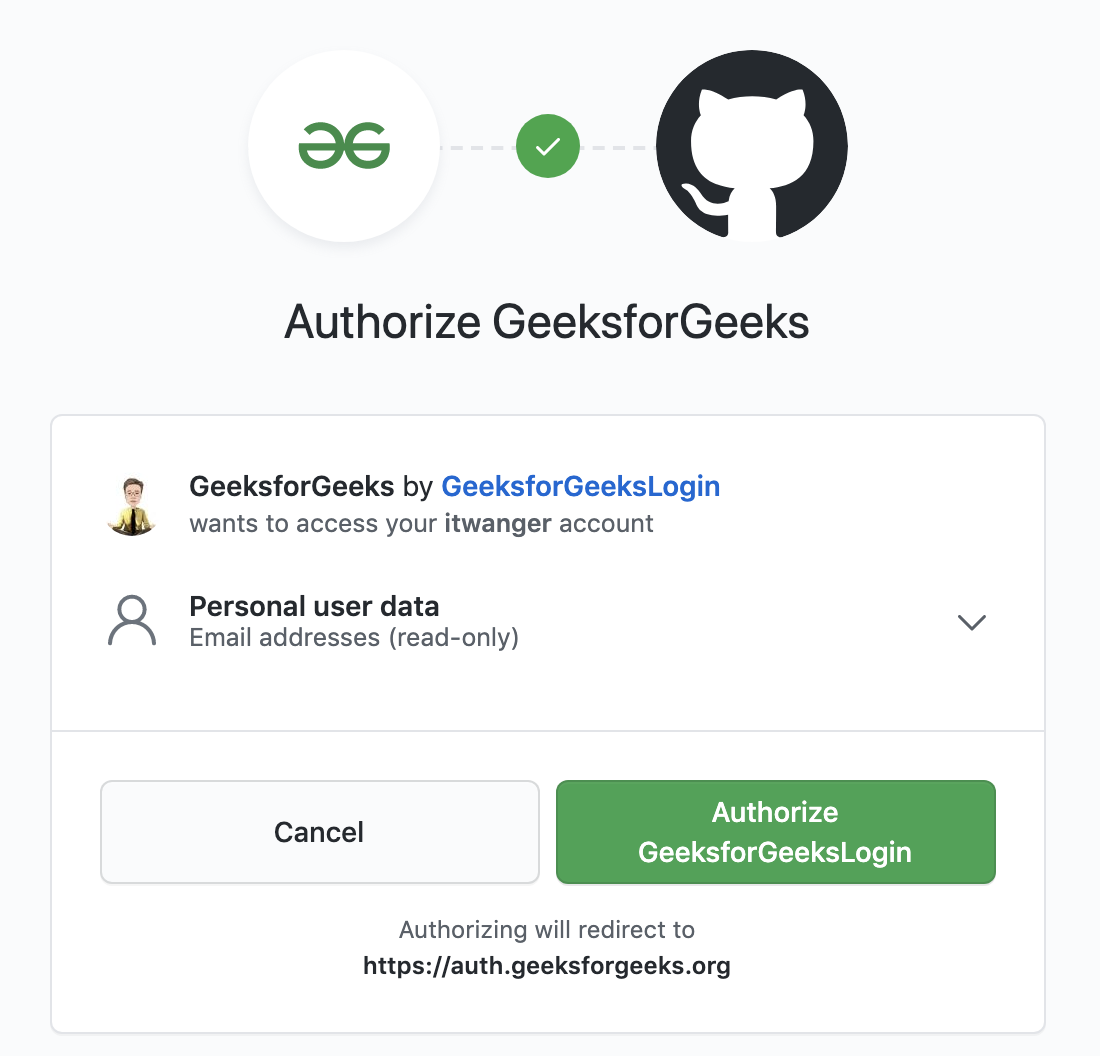 Authorize GeeksforGeeks
GeeksforGeeks by GeeksforGeeksLogin
wants to access your itwanger account
Personal user data
Email addresses (read-only)
Cancel
Authorize
GeeksforGeeksLogin
Authorizing will redirect to
https://auth.geeksforgeeks.org